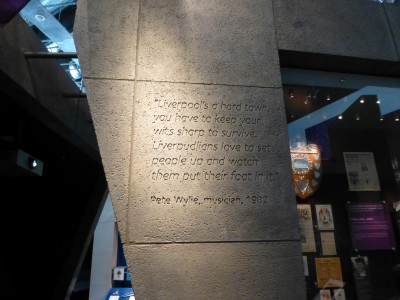 "Liverpool's a hard town,
you have to keep your
wits sharp to survive.
Liverpudlians love to set
people up and watch
them put their foot in it."
Pete Wylie, musician, 1982